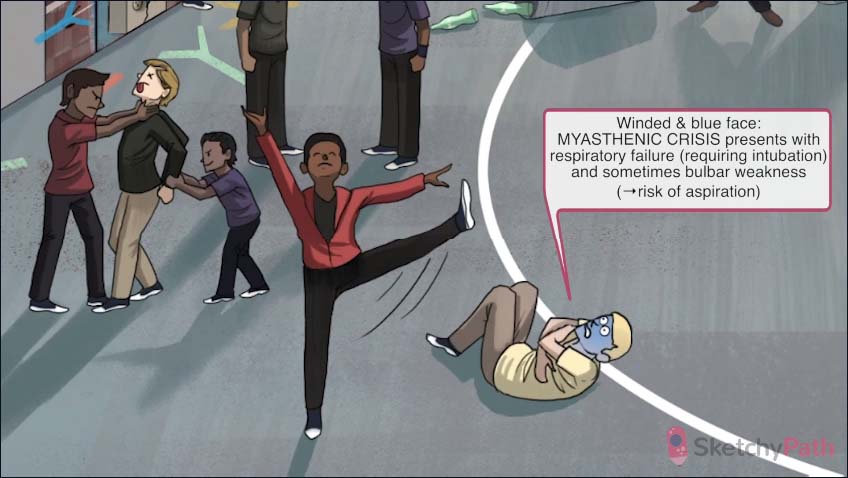 Winded & blue face:
MYASTHENIC CRISIS presents with
respiratory failure (requiring intubation)
and sometimes bulbar weakness
(→risk of aspiration)
SketchyPath